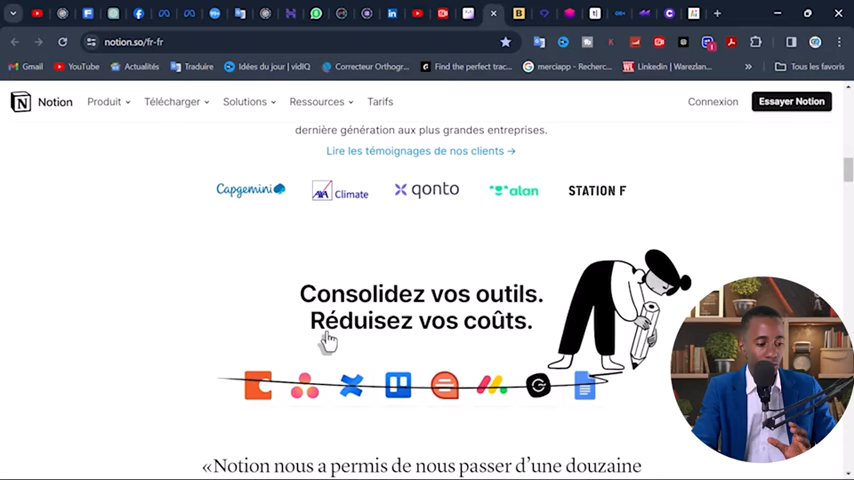 notion.so/fr-fr
Gmail
YouTube
Actualités
Traduire
Idées du jour | vidIQ
Correcteur Orthogr...
Find the perfect trac...
merciapp - Recherc...
Linkedin | Warezlan...
»
Tous les favoris
Notion
Produit
Télécharger
Solutions
Ressources
Tarifs
Connexion
Essayer Notion
dernière génération aux plus grandes entreprises.
Lire les témoignages de nos clients →
Capgemini
AXA Climate
qonto
alan
STATION F
Consolidez vos outils.
Réduisez vos coûts.
«Notion nous a permis de nous passer d'une douzaine